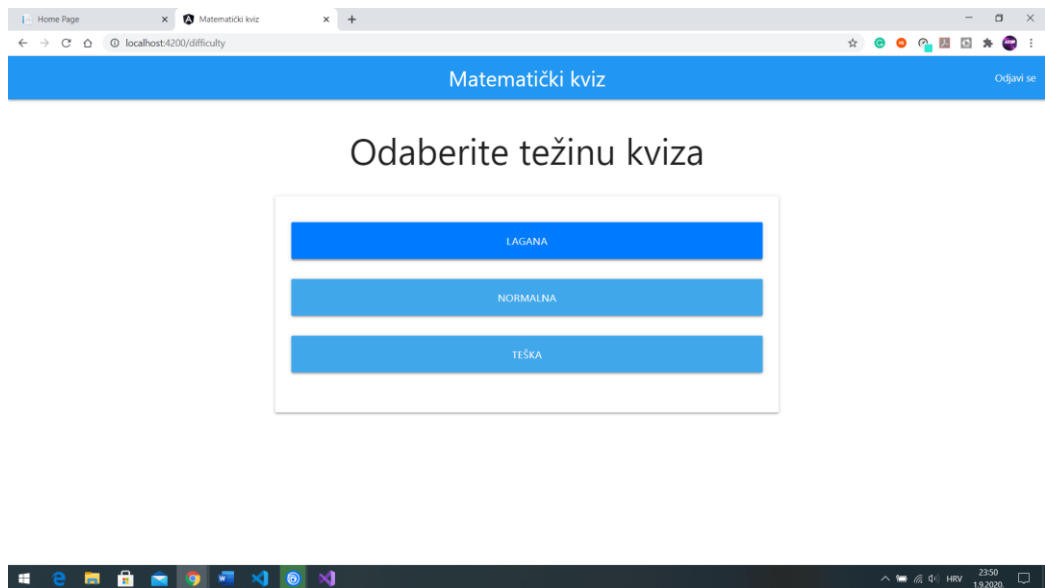 Home Page
Matematički kviz
localhost:4200/difficulty
Matematički kviz
Odjavi se
Odaberite težinu kviza
LAGANA
NORMALNA
TEŠKA
HRV
23:50
1.9.2020.